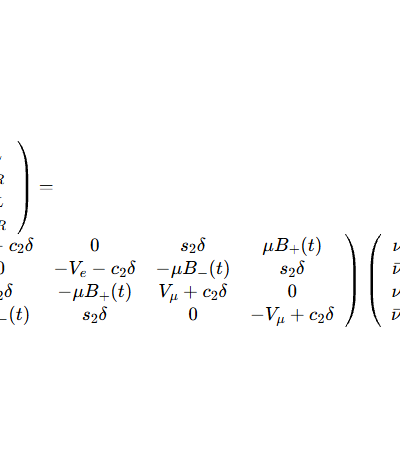 R
R
) =
c₂δ 0 s₂δ μB₊(t)
0 −Vₑ − c₂δ −μB₋(t) s₂δ
₂δ −μB₊(t) V_μ + c₂δ 0
₋(t) s₂δ 0 −V_μ + c₂δ